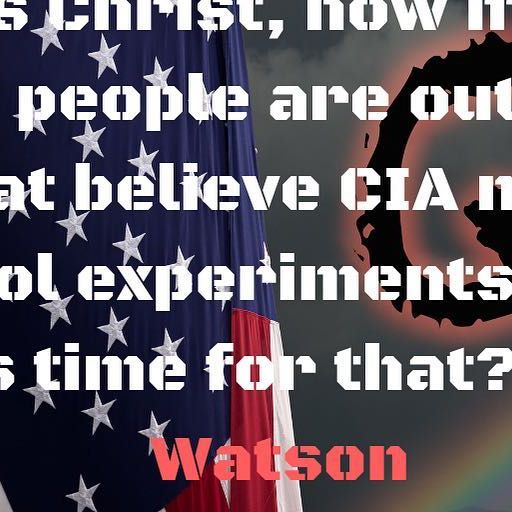 s Christ, how m
people are out
at believe CIA m
ol experiments
s time for that?
Watson